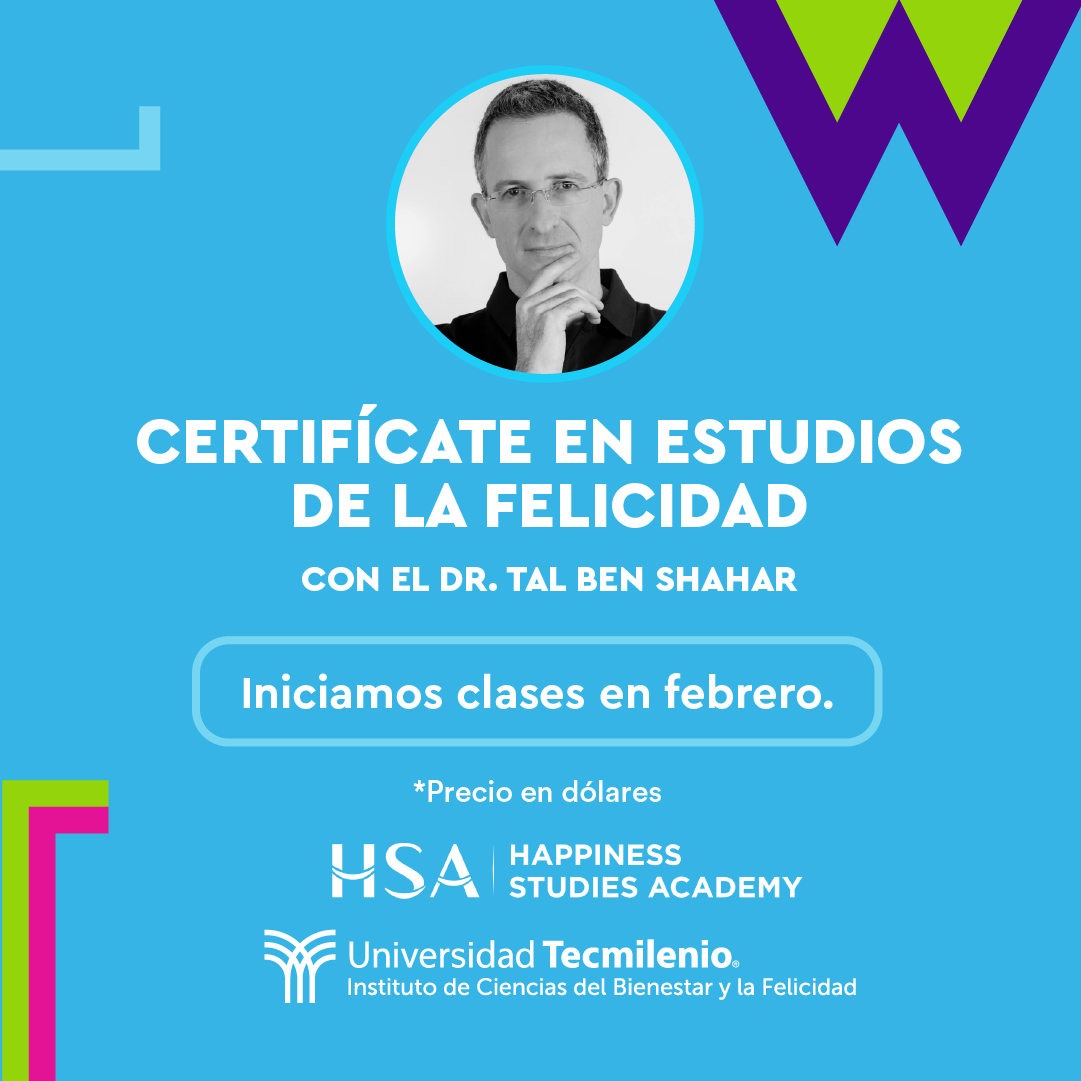 CERTIFÍCATE EN ESTUDIOS
DE LA FELICIDAD
CON EL DR. TAL BEN SHAHAR
Iniciamos clases en febrero.
*Precio en dólares
HSA
HAPPINESS
STUDIES ACADEMY
Universidad Tecmilenio®
Instituto de Ciencias del Bienestar y la Felicidad